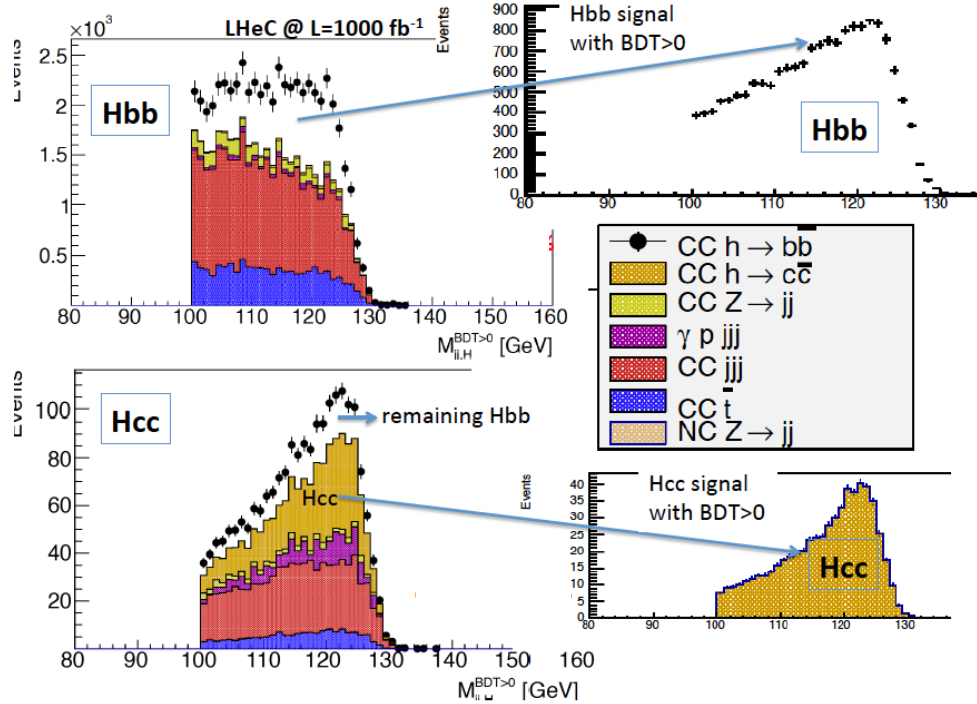 LHeC @ L=1000 fb⁻¹
×10³
Events
2.5
2
1.5
1
0.5
Hbb
80 90 100 110 120 130 140 150 160
M_{jj,H}^{BDT>0} [GeV]
Events
Hbb signal
with BDT>0
900
800
700
600
500
400
300
200
100
0
Hbb
80 90 100 110 120 130
CC h → bb̅
CC h → cc̅
CC Z → jj
γ p jjj
CC jjj
CC t̅
NC Z → jj
Events
100
80
60
40
20
Hcc
remaining Hbb
Hcc
80 90 100 110 120 130 140 150 160
M^{BDT>0} [GeV]
Events
Hcc signal
with BDT>0
40
35
30
25
20
15
10
5
0
Hcc
80 90 100 110 120 130